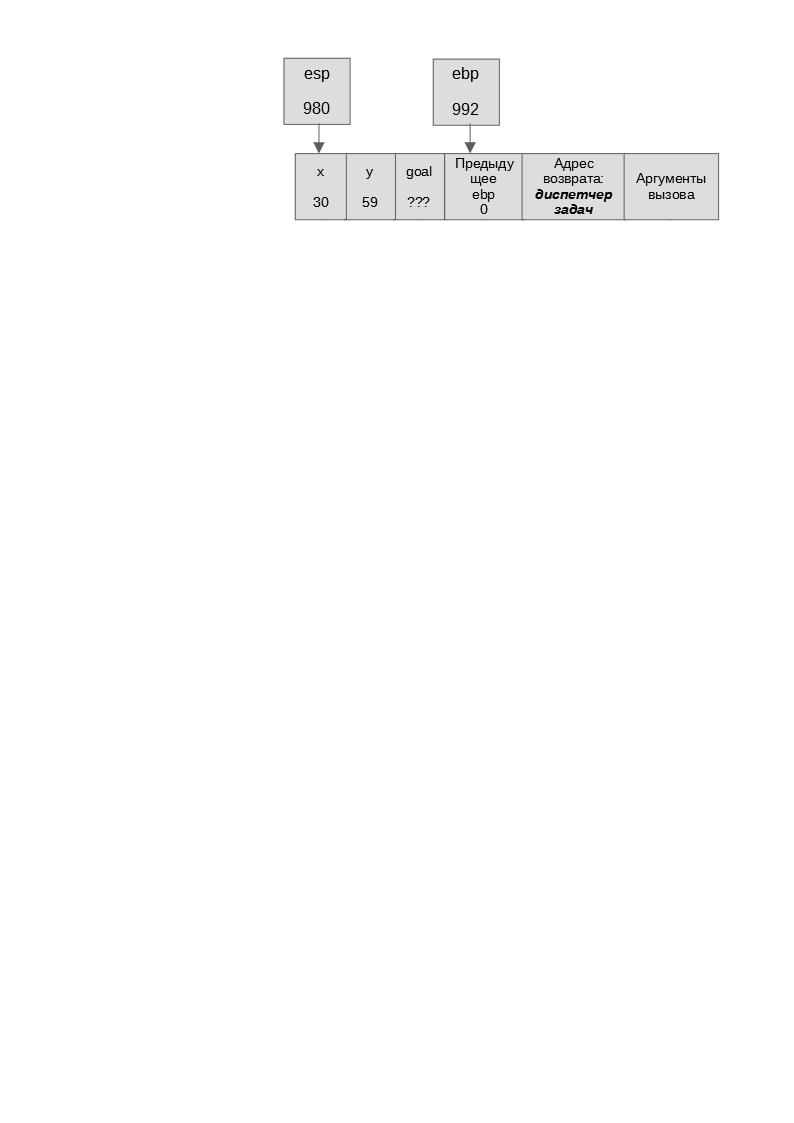 esp
980
ebp
992
x
30
y
59
goal
???
Предыду
щее
ebp
0
Адрес
возврата:
диспетчер
задач
Аргументы
вызова